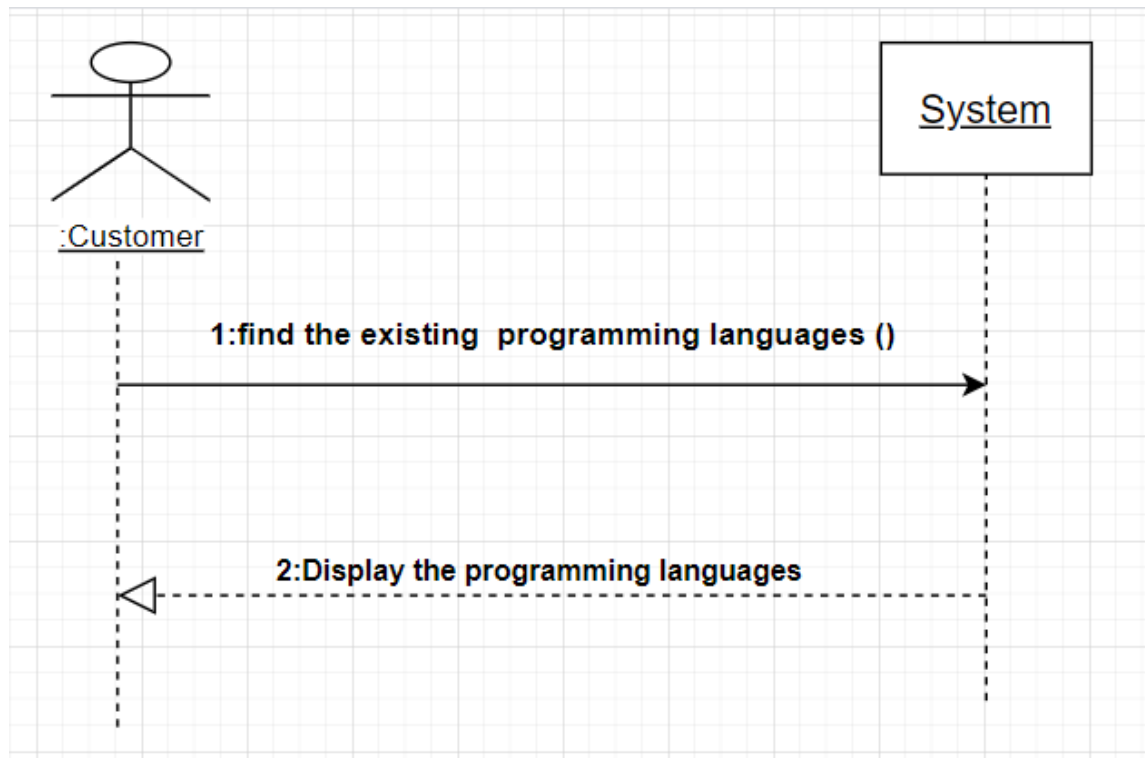 System
:Customer
1:find the existing  programming languages ()
2:Display the programming languages